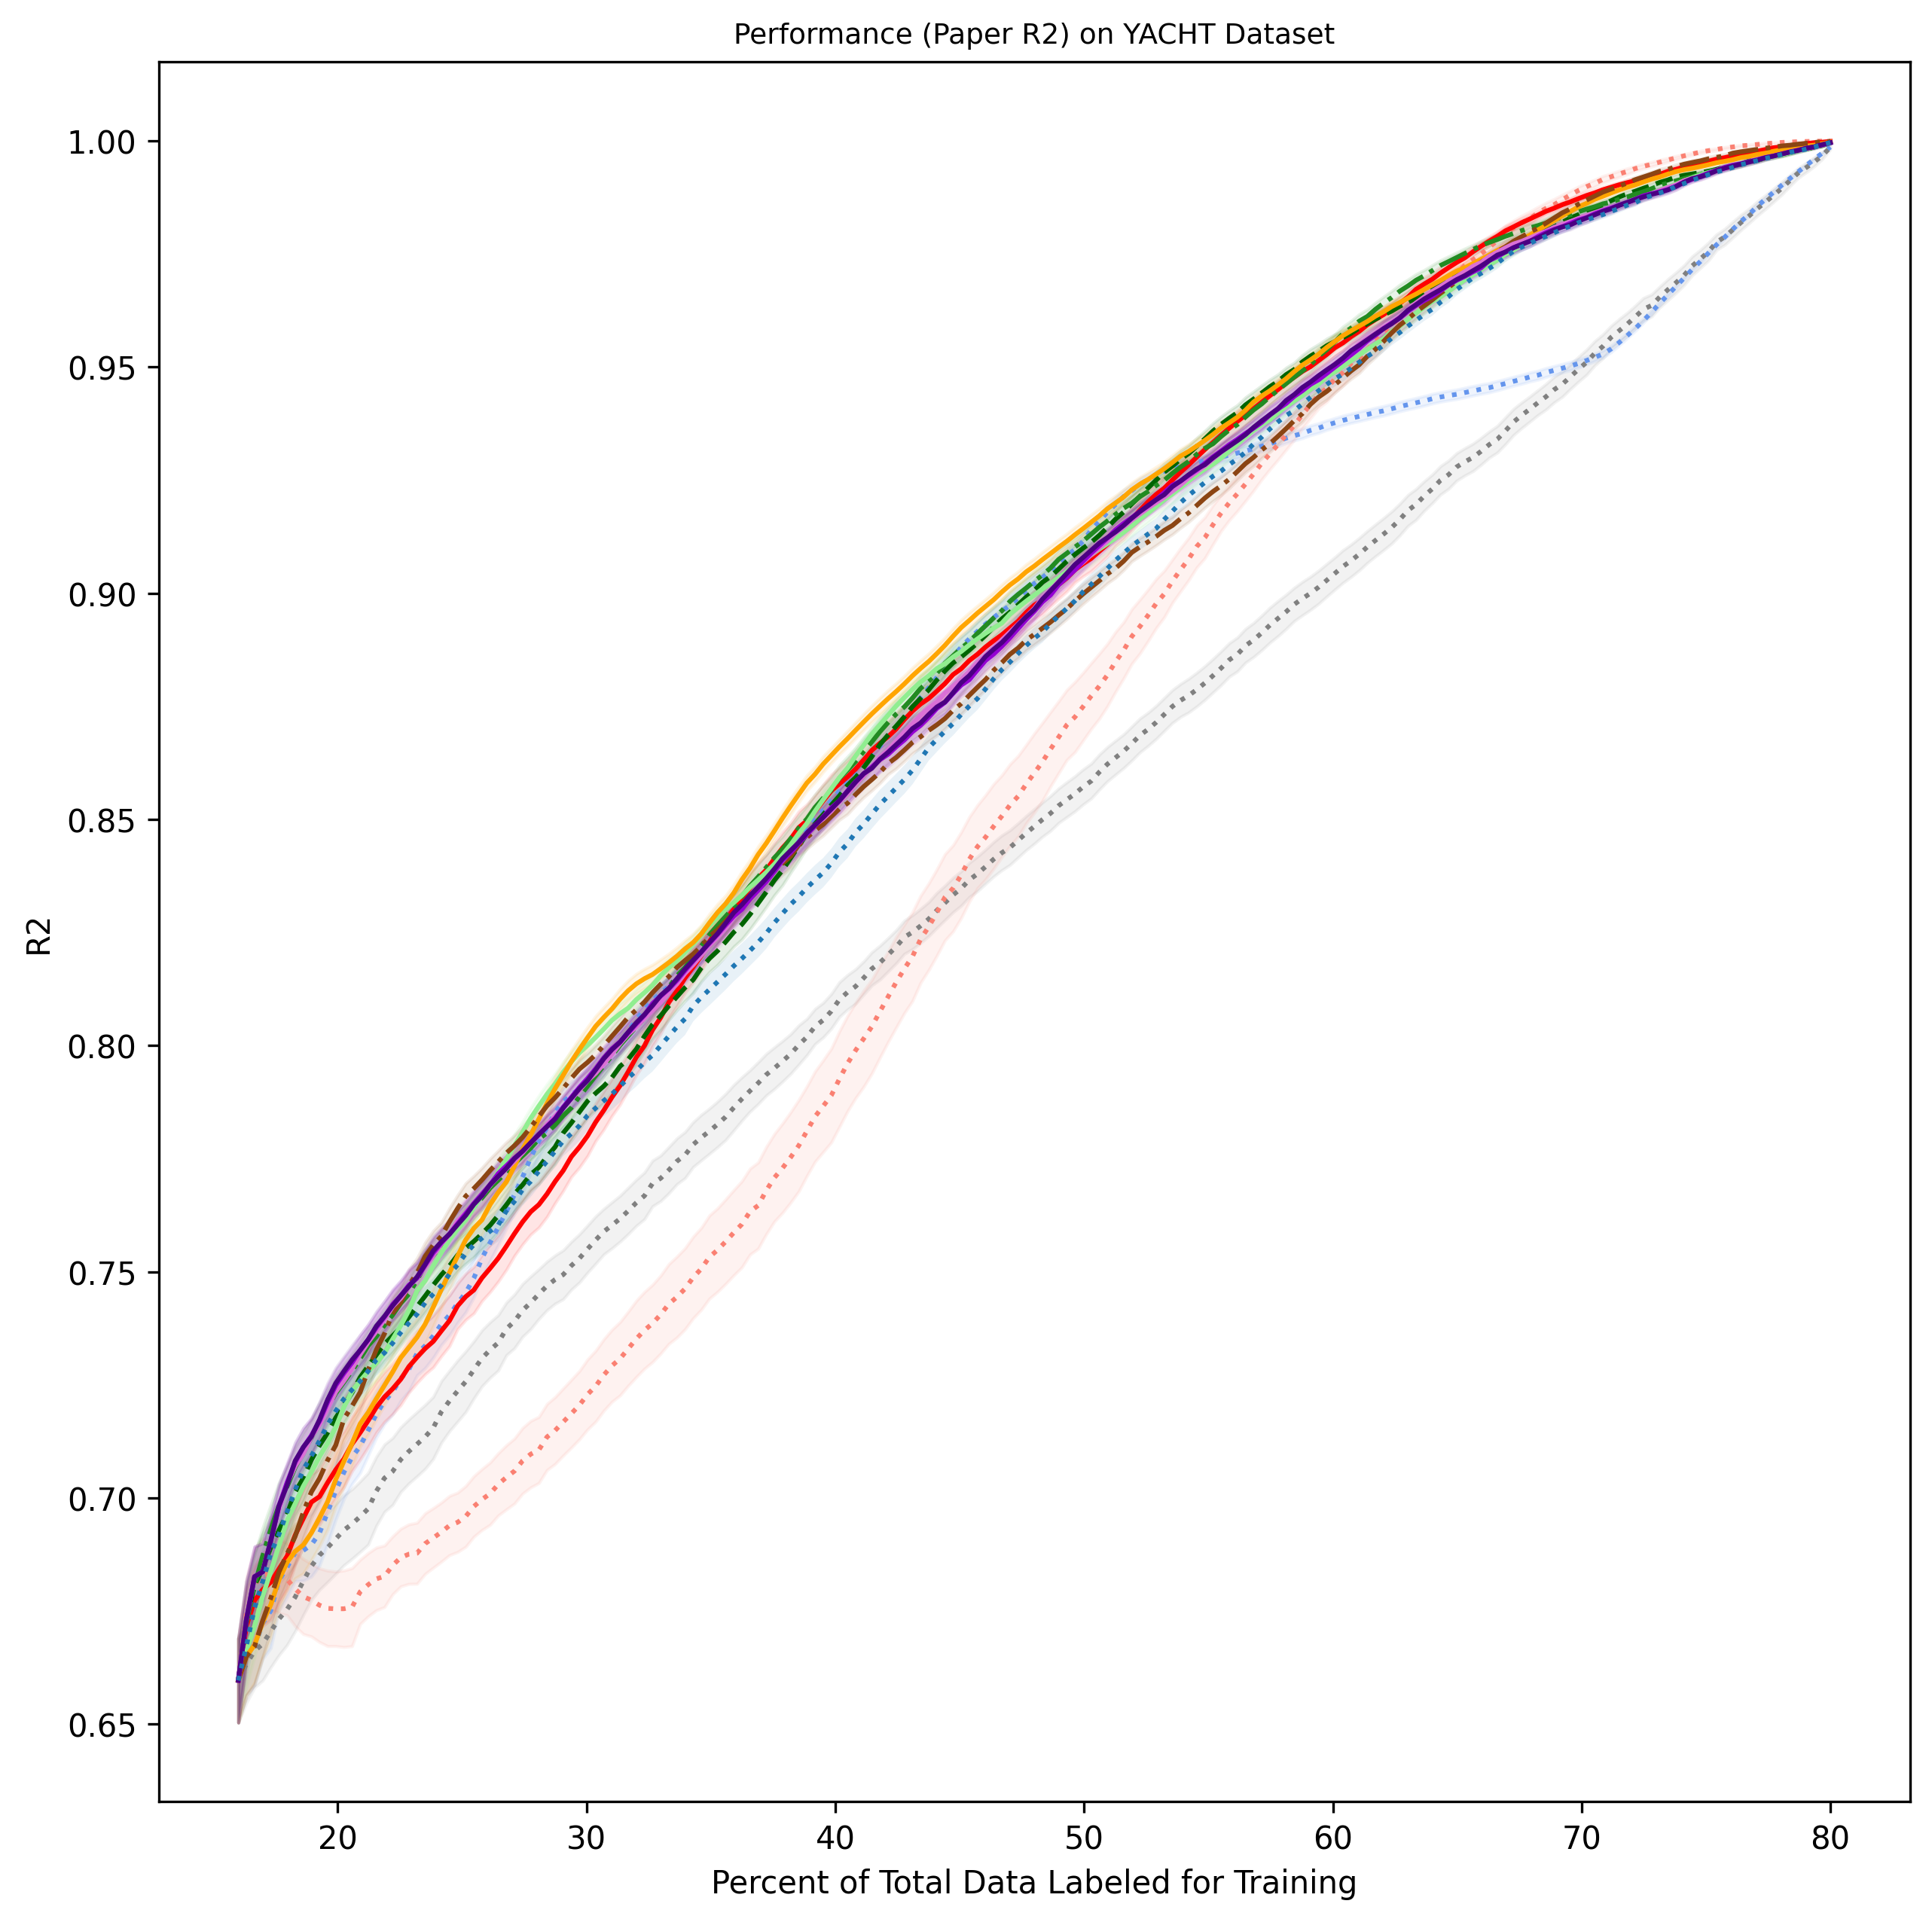 Performance (Paper R2) on YACHT Dataset
1.00
0.95
0.90
0.85
0.80
0.75
0.70
0.65
R2
20 30 40 50 60 70 80
Percent of Total Data Labeled for Training